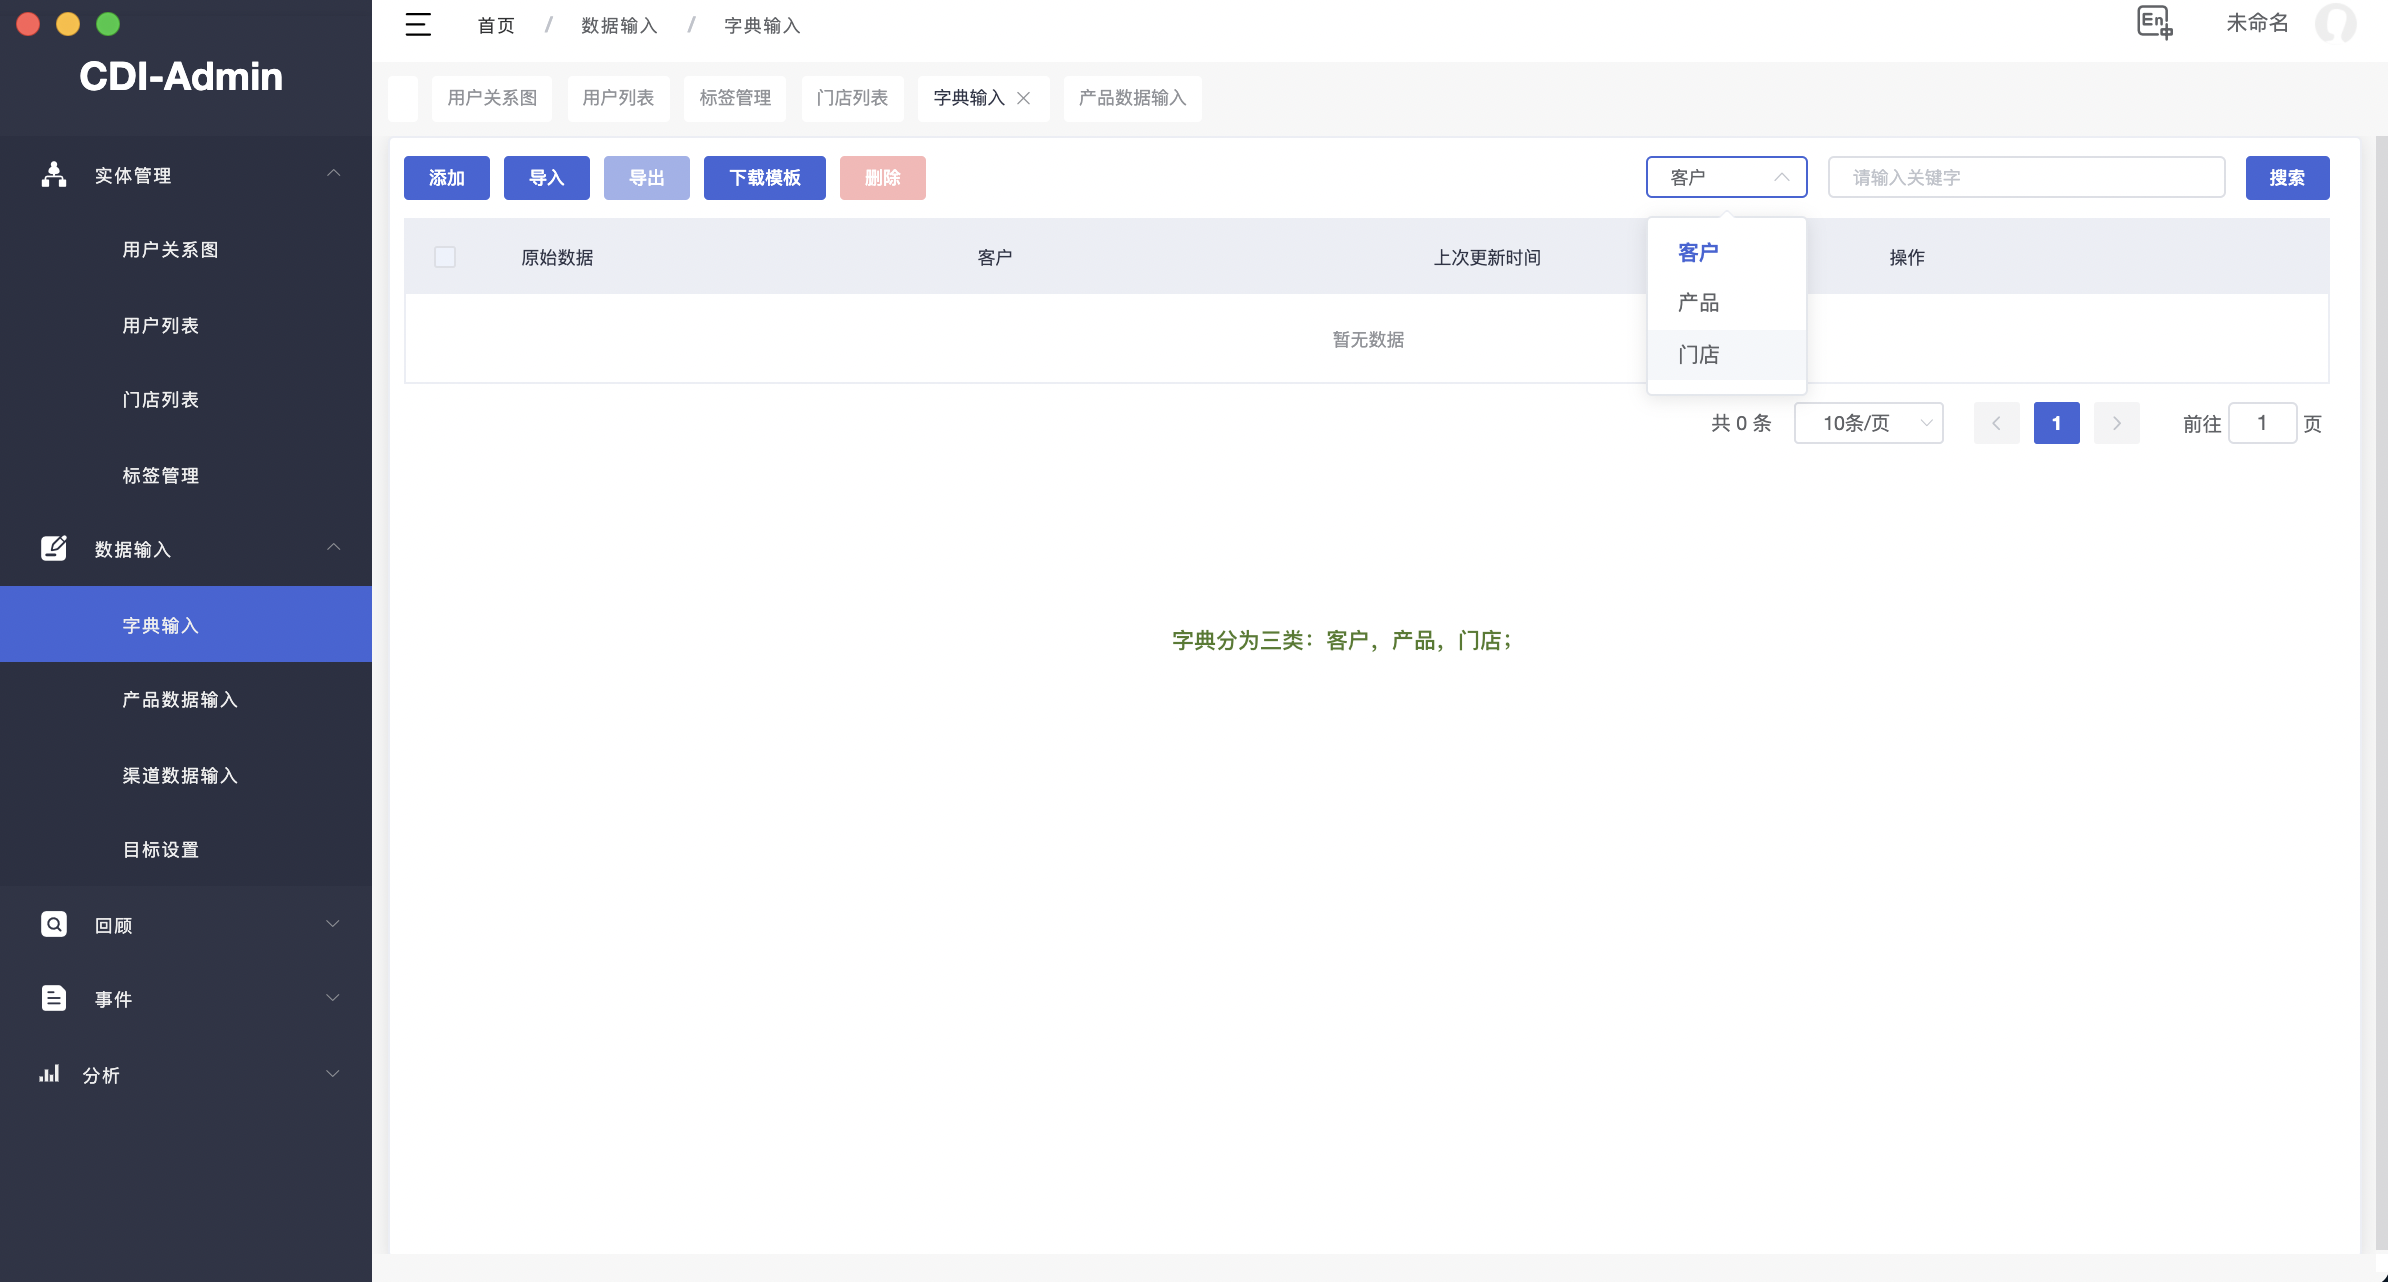 CDI-Admin
首页 / 数据输入 / 字典输入
En 中 未命名
用户关系图 用户列表 标签管理 门店列表 字典输入 产品数据输入
实体管理
用户关系图
用户列表
门店列表
标签管理
数据输入
字典输入
产品数据输入
渠道数据输入
目标设置
回顾
事件
分析
添加 导入 导出 下载模板 删除 客户 请输入关键字 搜索
原始数据 客户 上次更新时间 操作
暂无数据
客户
产品
门店
共 0 条 10条/页 1 前往 1 页
字典分为三类：客户，产品，门店；